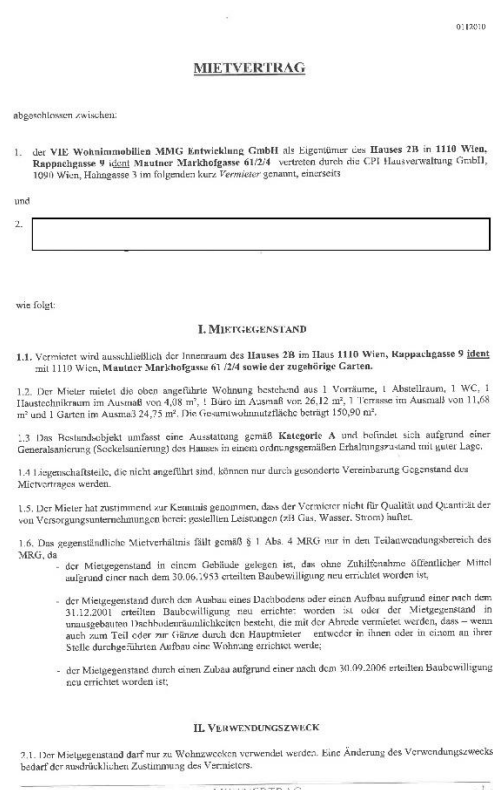 0112010
MIETVERTRAG
abgeschlossen zwischen:
1. der VIE Wohnimmobilien MMG Entwicklung GmbH als Eigentümer des Hauses 2B in 1110 Wien,
Rappachgasse 9 ident Mautner Markhofgasse 61/2/4 vertreten durch die CPI Hausverwaltung GmbH,
1090 Wien, Hahngasse 3 im folgenden kurz Vermieter genannt, einerseits
und
2.
wie folgt:
I. MIETGEGENSTAND
1.1. Vermietet wird ausschließlich der Innenraum des Hauses 2B im Haus 1110 Wien, Rappachgasse 9 ident
mit 1110 Wien, Mautner Markhofgasse 61 /2/4 sowie der zugehörige Garten.
1.2. Der Mieter mietet die oben angeführte Wohnung bestehend aus 1 Vorräume, 1 Abstellraum, 1 WC, 1
Haustechnikraum im Ausmaß von 4,08 m², 1 Büro im Ausmaß von 26,12 m², 1 Terrasse im Ausmaß von 11,68
m² und 1 Garten im Ausmaß 24,75 m². Die Gesamtwohnnutzfläche beträgt 150,90 m².
1.3 Das Bestandsobjekt umfasst eine Ausstattung gemäß Kategorie A und befindet sich aufgrund einer
Generalsanierung (Sockelsanierung) des Hauses in einem ordnungsgemäßen Erhaltungszustand mit guter Lage.
1.4 Liegenschaftsteile, die nicht angeführt sind, können nur durch gesonderte Vereinbarung Gegenstand des
Mietvertrages werden.
1.5. Der Mieter hat zustimmend zur Kenntnis genommen, dass der Vermieter nicht für Qualität und Quantität der
von Versorgungsunternehmungen bereit gestellten Leistungen (zB Gas, Wasser, Strom) haftet.
1.6. Das gegenständliche Mietverhältnis fällt gemäß § 1 Abs. 4 MRG nur in den Teilanwendungsbereich des
MRG, da
- der Mietgegenstand in einem Gebäude gelegen ist, das ohne Zuhilfenahme öffentlicher Mittel
aufgrund einer nach dem 30.06.1953 erteilten Baubewilligung neu errichtet worden ist,
- der Mietgegenstand durch den Ausbau eines Dachbodens oder einen Aufbau aufgrund einer nach dem
31.12.2001 erteilten Baubewilligung neu errichtet worden ist oder der Mietgegenstand in
unausgebauten Dachbodenräumlichkeiten besteht, die mit der Abrede vermietet werden, dass – wenn
auch zum Teil oder zur Gänze durch den Hauptmieter entweder in ihnen oder in einem an ihrer
Stelle durchgeführten Aufbau eine Wohnung errichtet werde;
- der Mietgegenstand durch einen Zubau aufgrund einer nach dem 30.09.2006 erteilten Baubewilligung
neu errichtet worden ist;
II. VERWENDUNGSZWECK
2.1. Der Mietgegenstand darf nur zu Wohnzwecken verwendet werden. Eine Änderung des Verwendungszwecks
bedarf der ausdrücklichen Zustimmung des Vermieters.